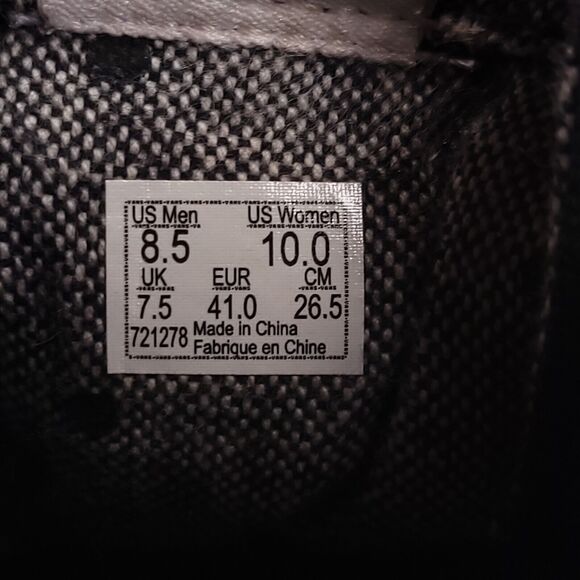 US Men US Women
8.5 10.0
UK EUR CM
7.5 41.0 26.5
721278 Made in China
Fabrique en Chine